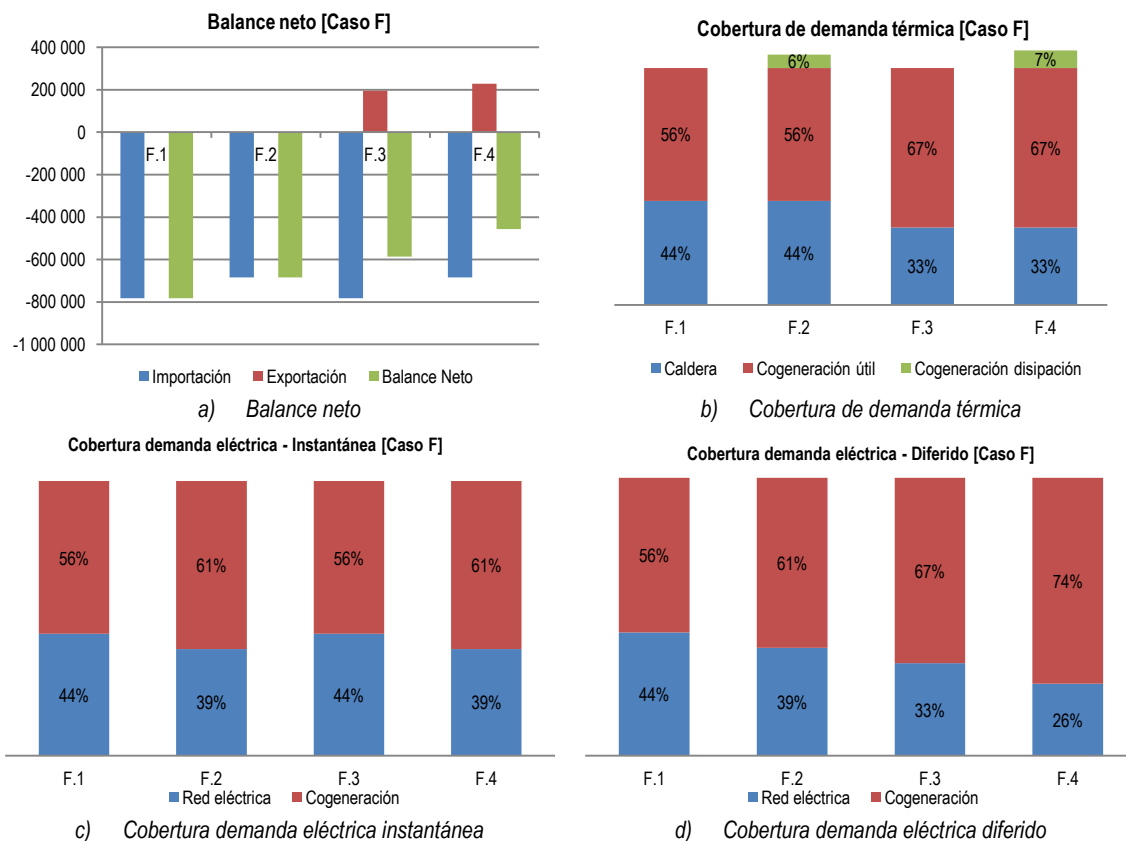 Balance neto [Caso F]
400 000
200 000
0
-200 000
-400 000
-600 000
-800 000
-1 000 000
F.1 F.2 F.3 F.4
Importación Exportación Balance Neto
a) Balance neto
Cobertura de demanda térmica [Caso F]
6% 7%
56% 56% 67% 67%
44% 44% 33% 33%
F.1 F.2 F.3 F.4
Caldera Cogeneración útil Cogeneración disipación
b) Cobertura de demanda térmica
Cobertura demanda eléctrica - Instantánea [Caso F]
56% 61% 56% 61%
44% 39% 44% 39%
F.1 F.2 F.3 F.4
Red eléctrica Cogeneración
c) Cobertura demanda eléctrica instantánea
Cobertura demanda eléctrica - Diferido [Caso F]
56% 61% 67% 74%
44% 39% 33% 26%
F.1 F.2 F.3 F.4
Red eléctrica Cogeneración
d) Cobertura demanda eléctrica diferido